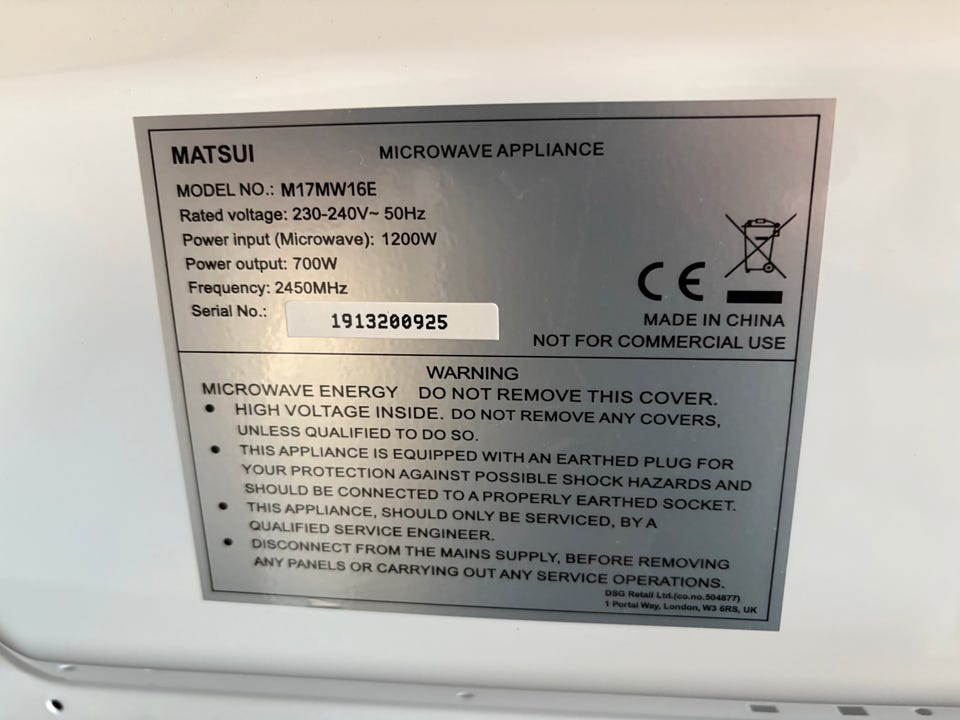 MATSUI MICROWAVE APPLIANCE
MODEL NO.: M17MW16E
Rated voltage: 230-240V~ 50Hz
Power input (Microwave): 1200W
Power output: 700W
Frequency: 2450MHz
Serial No.: 1913200925
CE
MADE IN CHINA
NOT FOR COMMERCIAL USE
WARNING
MICROWAVE ENERGY DO NOT REMOVE THIS COVER.
● HIGH VOLTAGE INSIDE. DO NOT REMOVE ANY COVERS,
UNLESS QUALIFIED TO DO SO.
● THIS APPLIANCE IS EQUIPPED WITH AN EARTHED PLUG FOR
YOUR PROTECTION AGAINST POSSIBLE SHOCK HAZARDS AND
SHOULD BE CONNECTED TO A PROPERLY EARTHED SOCKET.
● THIS APPLIANCE, SHOULD ONLY BE SERVICED, BY A
QUALIFIED SERVICE ENGINEER.
● DISCONNECT FROM THE MAINS SUPPLY, BEFORE REMOVING
ANY PANELS OR CARRYING OUT ANY SERVICE OPERATIONS.
DSG Retail Ltd.(co.no.504877)
1 Portal Way, London, W3 6RS, UK